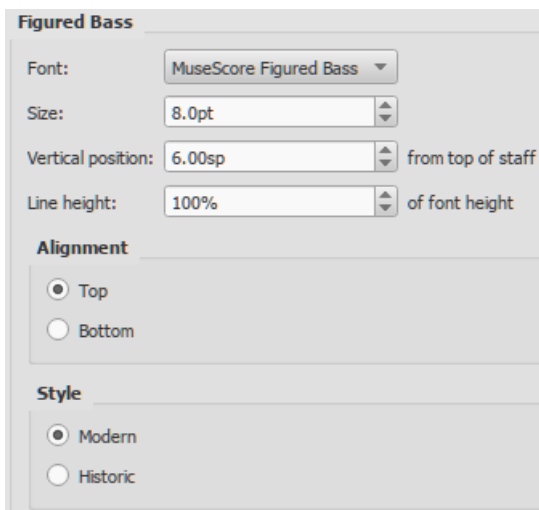 Figured Bass
Font: MuseScore Figured Bass
Size: 8.0pt
Vertical position: 6.00sp from top of staff
Line height: 100% of font height
Alignment
Top
Bottom
Style
Modern
Historic